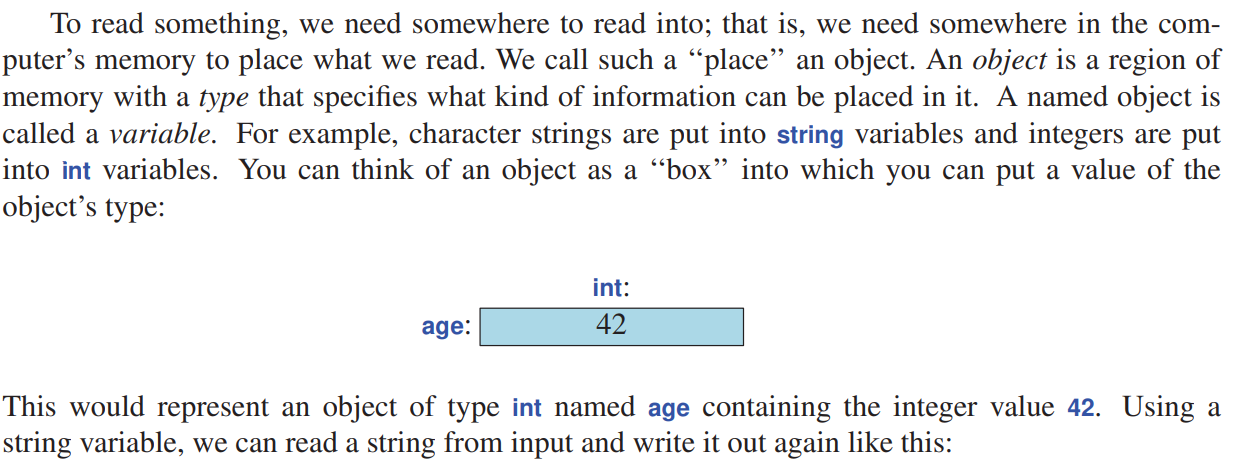 To read something, we need somewhere to read into; that is, we need somewhere in the com-
puter’s memory to place what we read. We call such a ‘‘place’’ an object. An object is a region of
memory with a type that specifies what kind of information can be placed in it. A named object is
called a variable. For example, character strings are put into string variables and integers are put
into int variables. You can think of an object as a ‘‘box’’ into which you can put a value of the
object’s type:
int:
age: 42
This would represent an object of type int named age containing the integer value 42. Using a
string variable, we can read a string from input and write it out again like this: